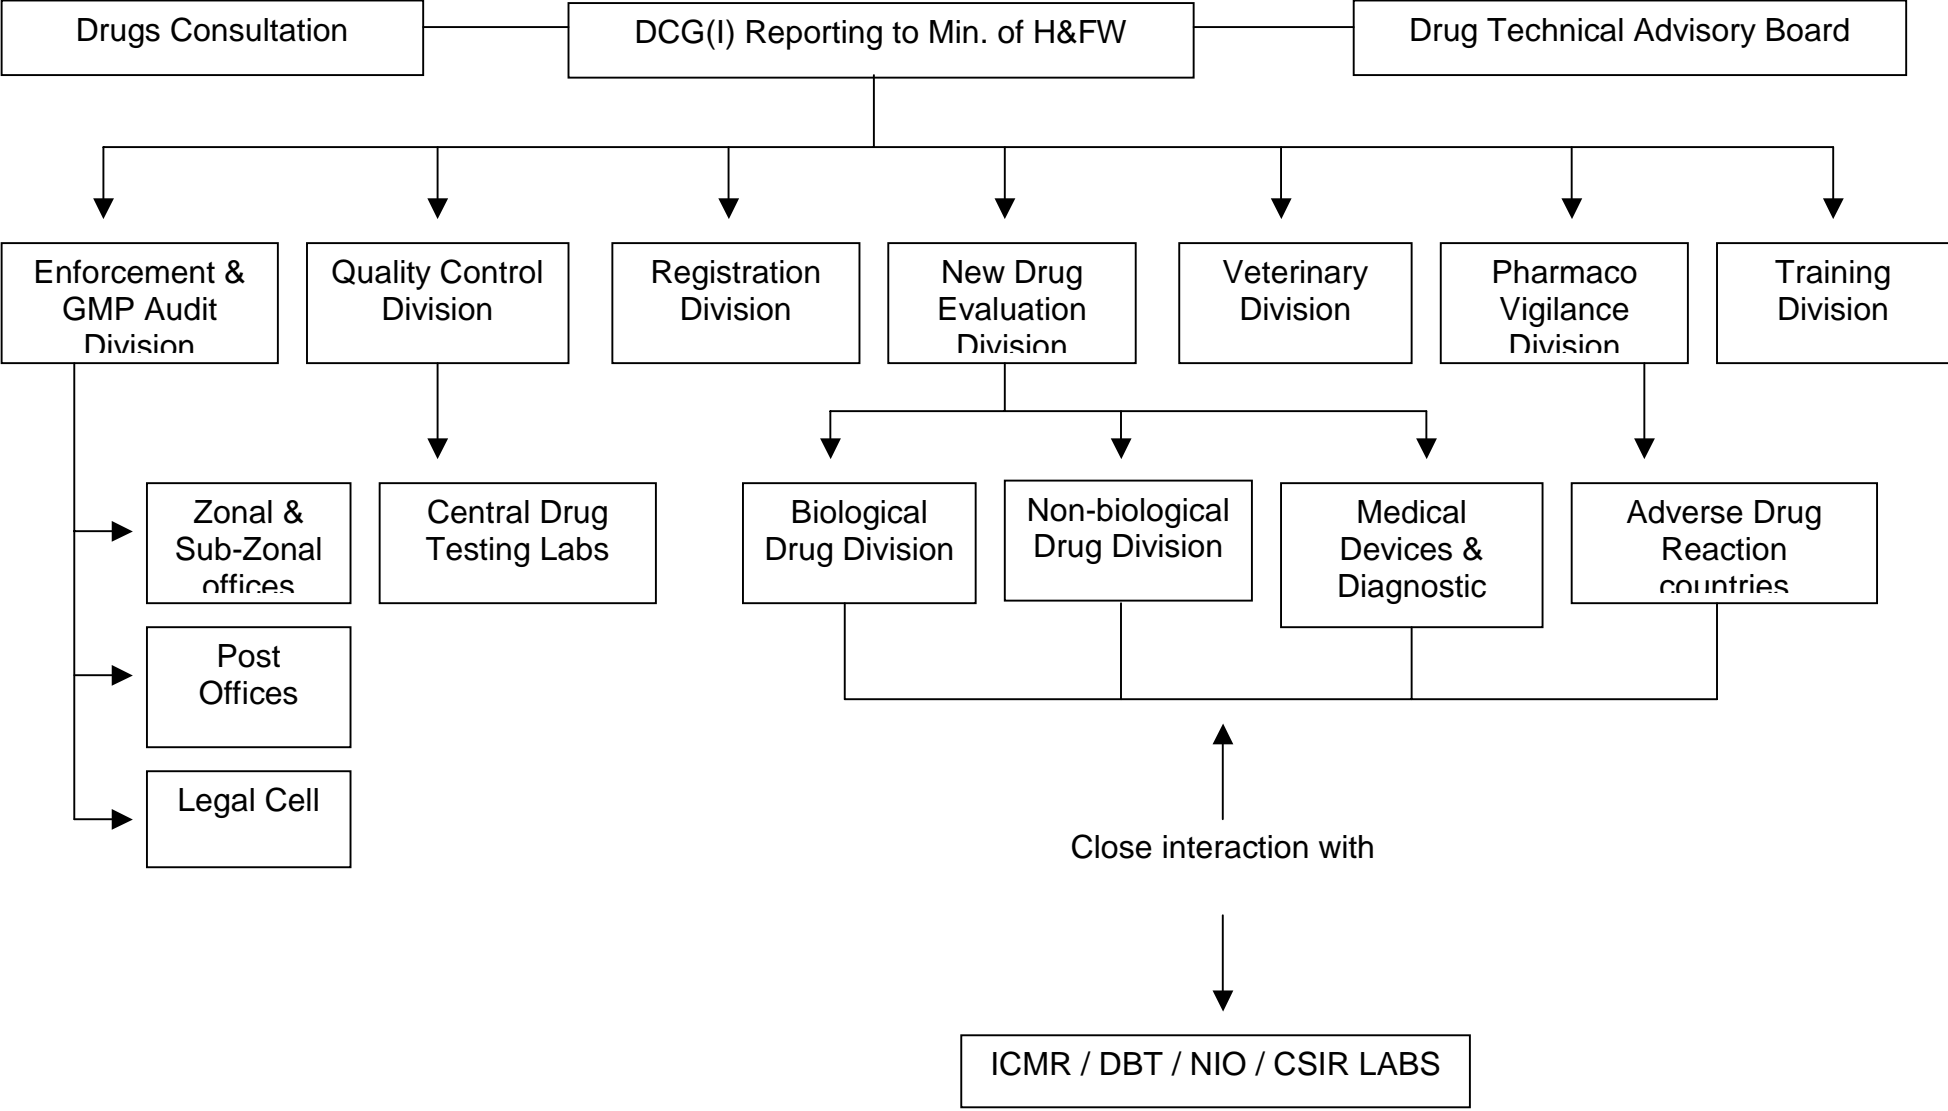 Drugs Consultation
DCG(I) Reporting to Min. of H&FW
Drug Technical Advisory Board
Enforcement &
GMP Audit
Division
Quality Control
Division
Registration
Division
New Drug
Evaluation
Division
Veterinary
Division
Pharmaco
Vigilance
Division
Training
Division
Zonal &
Sub-Zonal
offices
Post
Offices
Legal Cell
Central Drug
Testing Labs
Biological
Drug Division
Non-biological
Drug Division
Medical
Devices &
Diagnostic
Adverse Drug
Reaction
countries
Close interaction with
ICMR / DBT / NIO / CSIR LABS